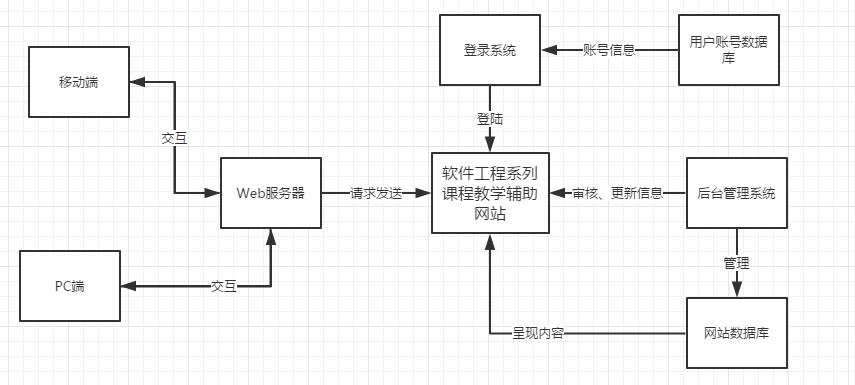 登录系统
账号信息
用户账号数据
库
移动端
交互
登陆
Web服务器
请求发送
软件工程系列
课程教学辅助
网站
审核、更新信息
后台管理系统
管理
PC端
交互
呈现内容
网站数据库